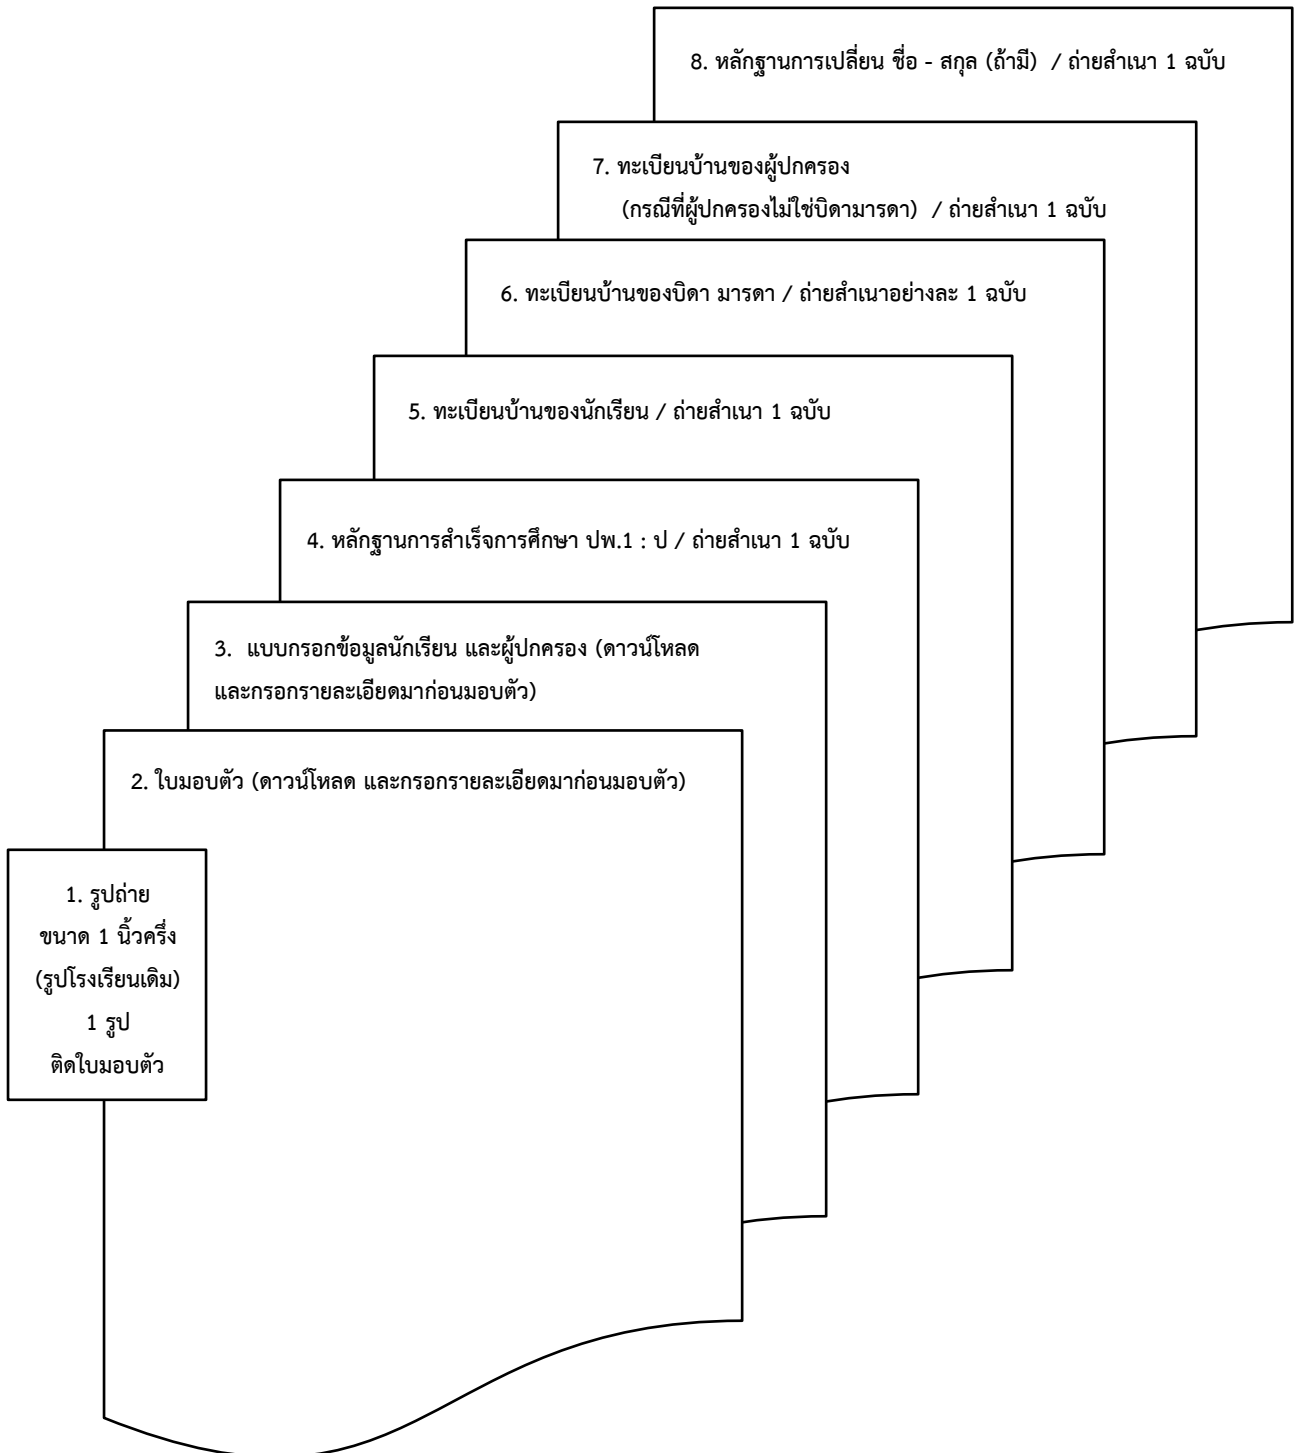 8. หลักฐานการเปลี่ยน ชื่อ - สกุล (ถ้ามี) / ถ่ายสำเนา 1 ฉบับ
7. ทะเบียนบ้านของผู้ปกครอง
(กรณีที่ผู้ปกครองไม่ใช่บิดามารดา) / ถ่ายสำเนา 1 ฉบับ
6. ทะเบียนบ้านของบิดา มารดา / ถ่ายสำเนาอย่างละ 1 ฉบับ
5. ทะเบียนบ้านของนักเรียน / ถ่ายสำเนา 1 ฉบับ
4. หลักฐานการสำเร็จการศึกษา ปพ.1 : ป / ถ่ายสำเนา 1 ฉบับ
3. แบบกรอกข้อมูลนักเรียน และผู้ปกครอง (ดาวน์โหลด
และกรอกรายละเอียดมาก่อนมอบตัว)
2. ใบมอบตัว (ดาวน์โหลด และกรอกรายละเอียดมาก่อนมอบตัว)
1. รูปถ่าย
ขนาด 1 นิ้วครึ่ง
(รูปโรงเรียนเดิม)
1 รูป
ติดใบมอบตัว